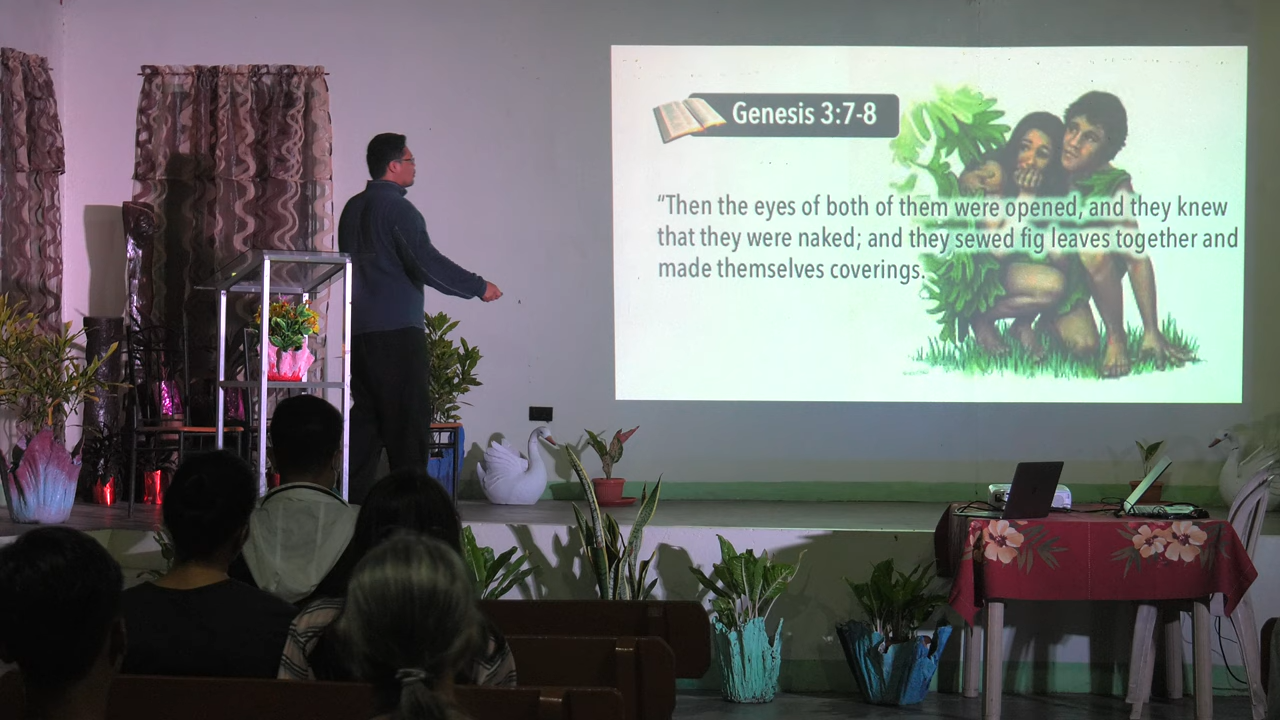 Genesis 3:7-8
“Then the eyes of both of them were opened, and they knew
that they were naked; and they sewed fig leaves together and
made themselves coverings.